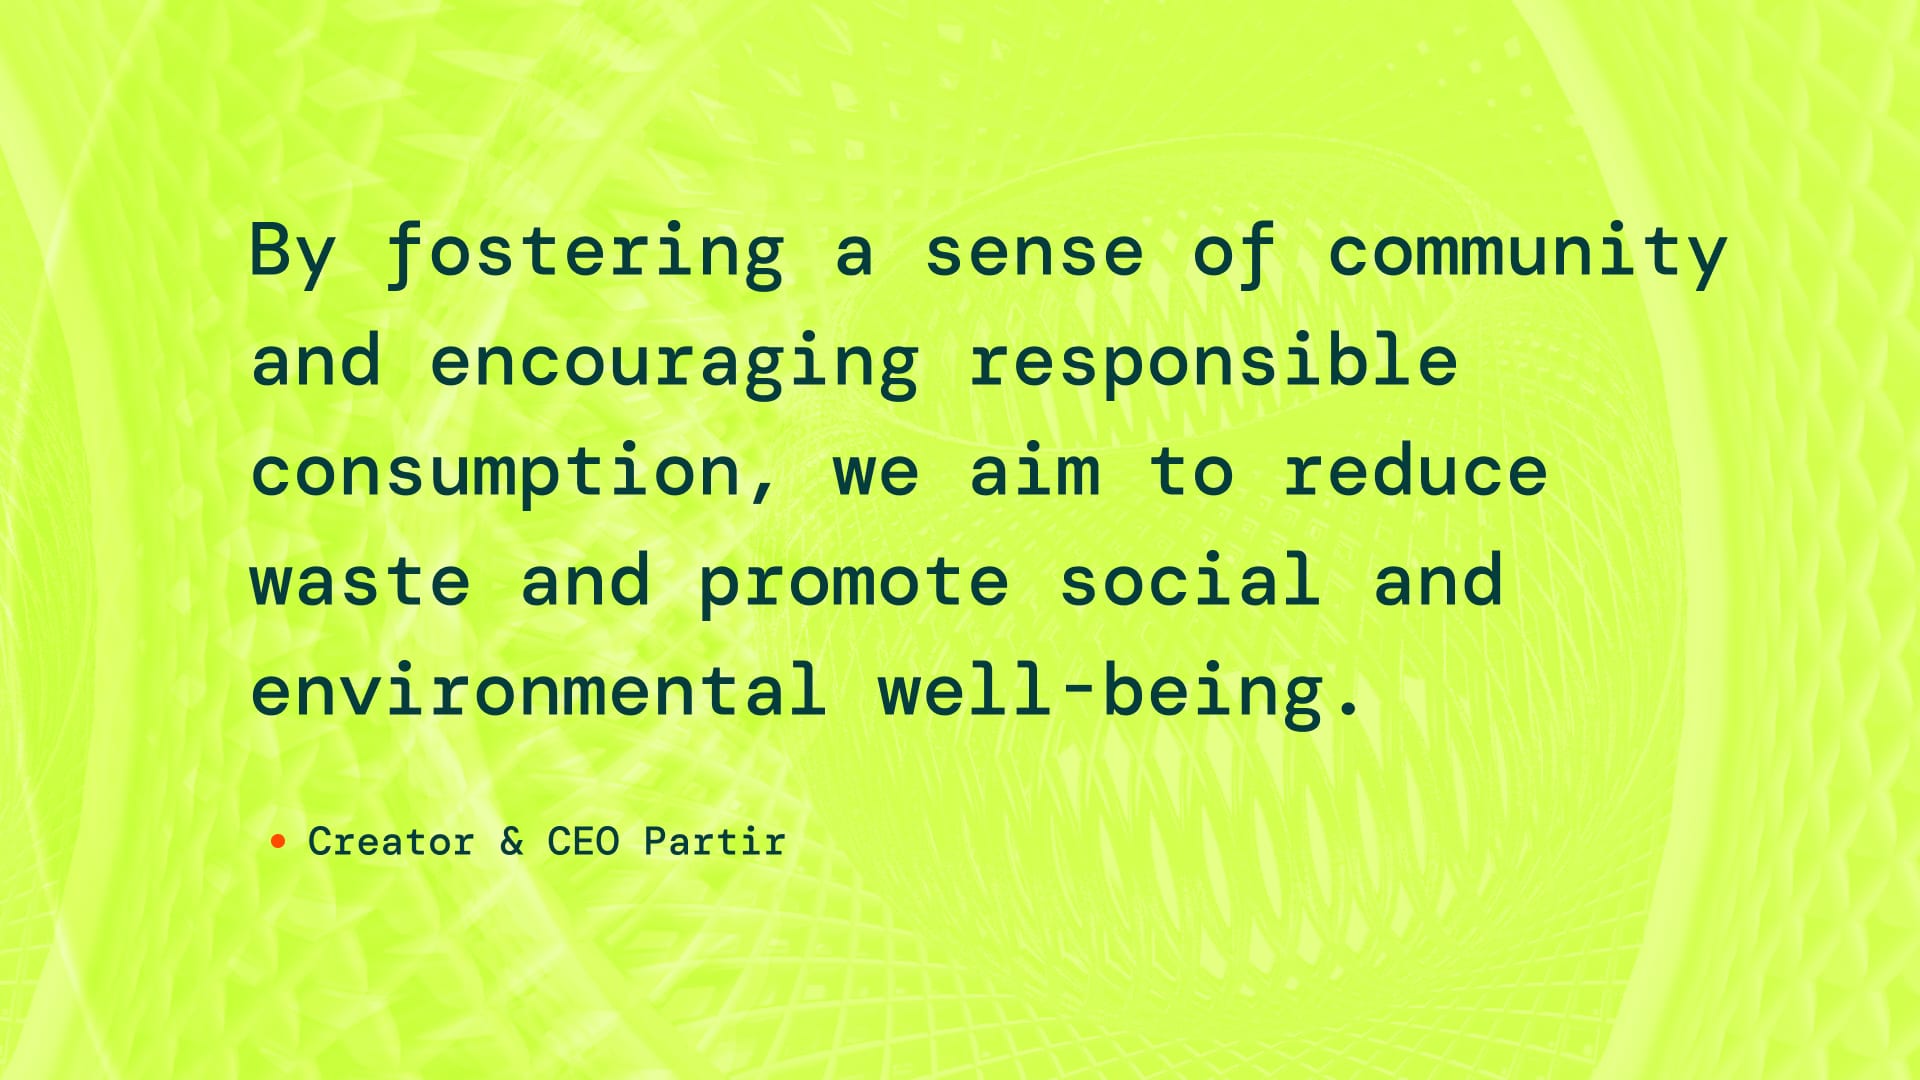 By fostering a sense of community
and encouraging responsible
consumption, we aim to reduce
waste and promote social and
environmental well-being.
• Creator & CEO Partir